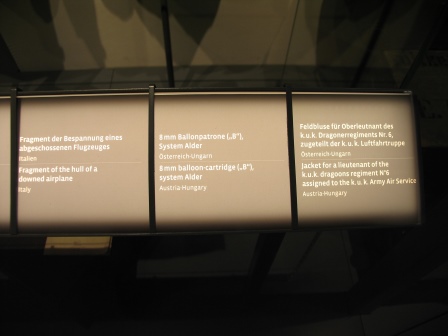 Fragment der Bespannung eines
abgeschossenen Flugzeuges
Italien
Fragment of the hull of a
downed airplane
Italy
8 mm Ballonpatrone („B"),
System Alder
Österreich-Ungarn
8 mm balloon-cartridge („B"),
system Alder
Austria-Hungary
Feldbluse für Oberleutnant des
k.u.k. Dragonerregiments Nr. 6,
zugeteilt der k.u.k. Luftfahrtruppe
Österreich-Ungarn
Jacket for a lieutenant of the
k.u.k. dragoons regiment N°6
assigned to the k.u.k. Army Air Service
Austria-Hungary